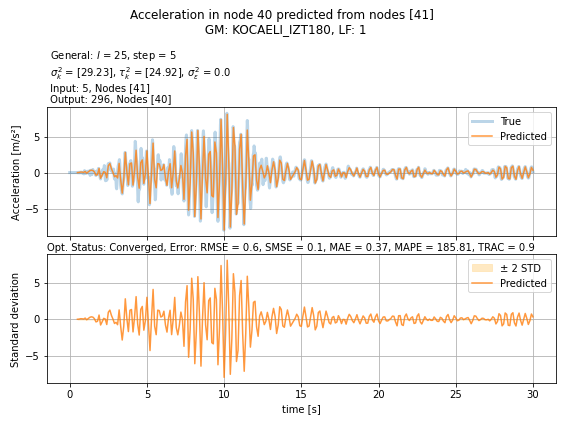 Acceleration in node 40 predicted from nodes [41]
GM: KOCAELI_IZT180, LF: 1
General: l = 25, step = 5
σ²ₖ = [29.23], τ²ₖ = [24.92], σ²ε = 0.0
Input: 5, Nodes [41]
Output: 296, Nodes [40]
Acceleration [m/s²]
5
0
−5
True
Predicted
Opt. Status: Converged, Error: RMSE = 0.6, SMSE = 0.1, MAE = 0.37, MAPE = 185.81, TRAC = 0.9
Standard deviation
5
0
−5
± 2 STD
Predicted
0 5 10 15 20 25 30
time [s]